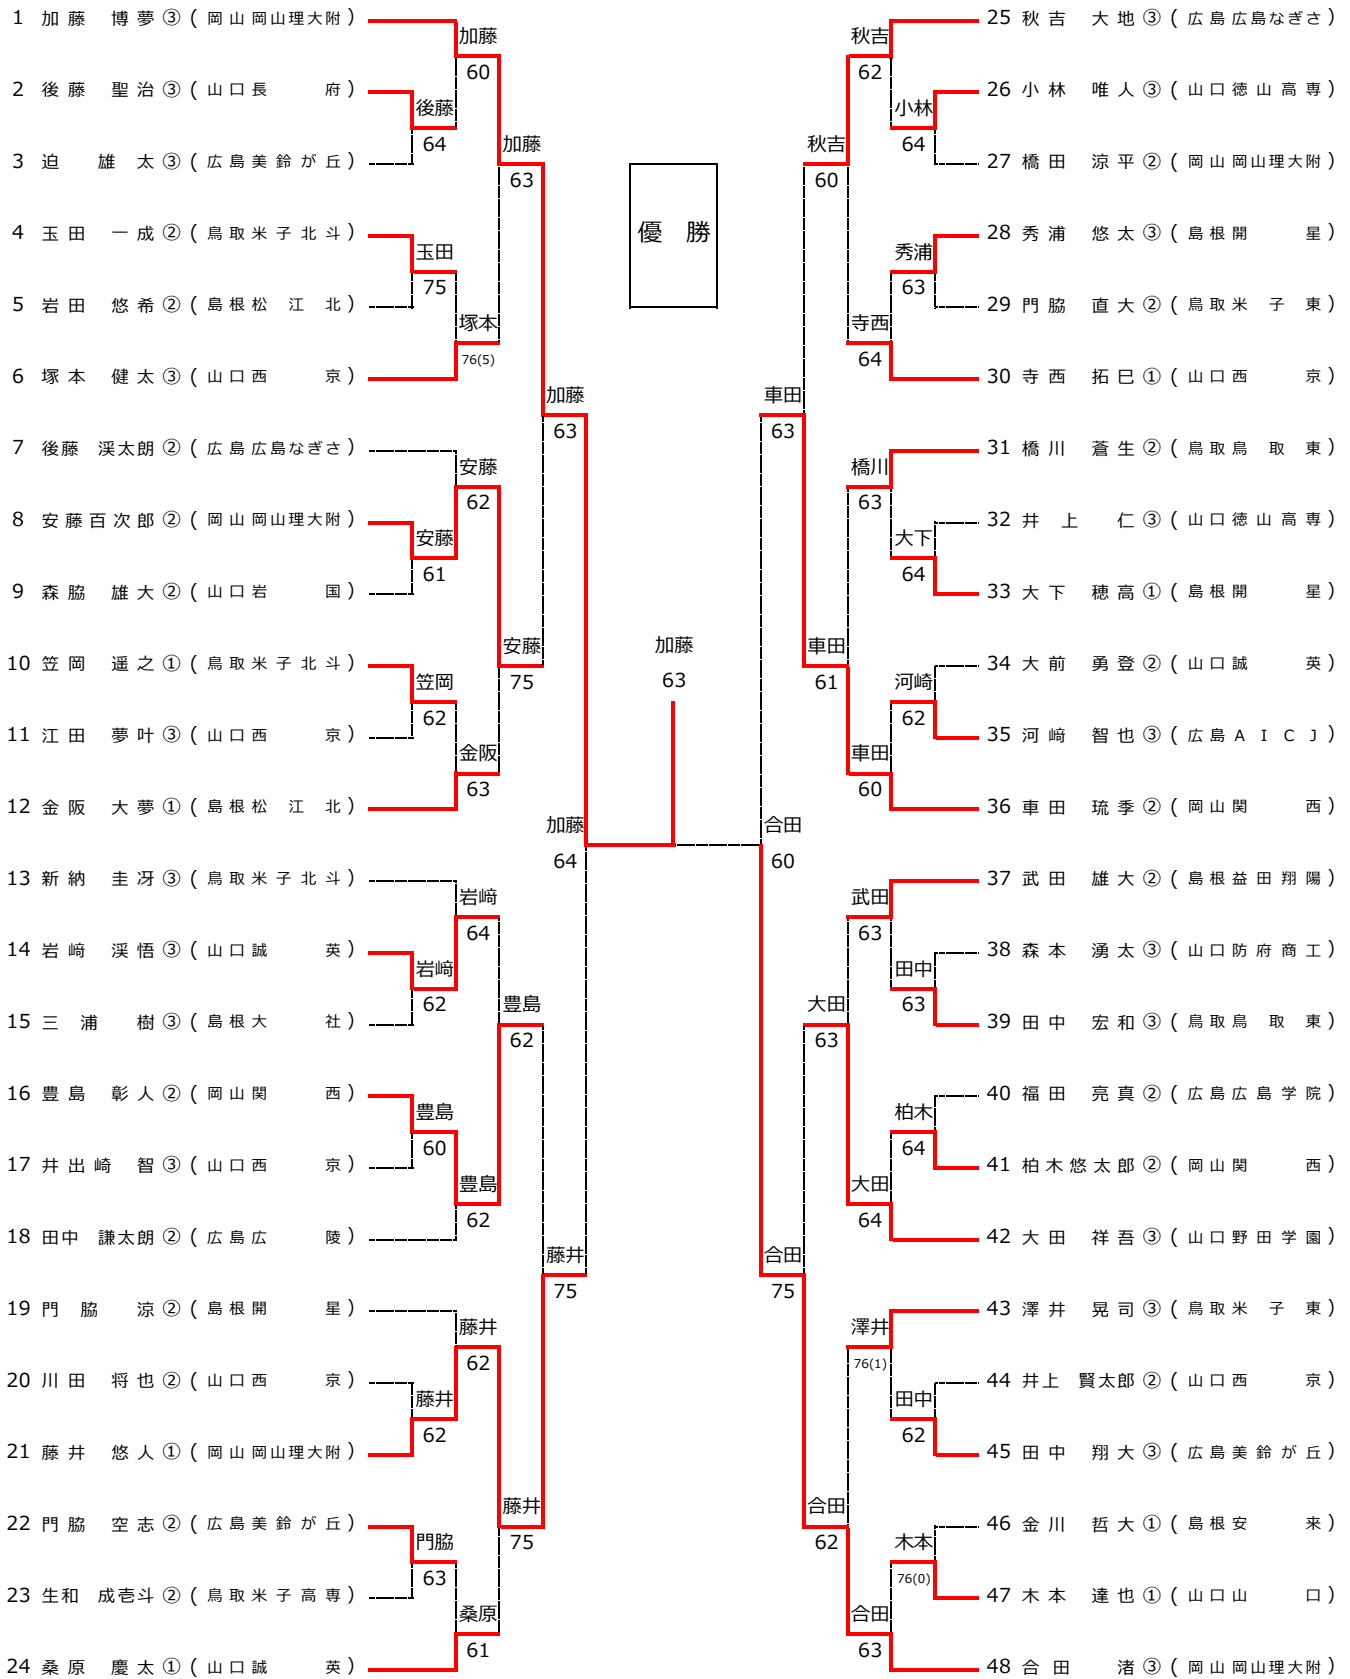 1 加藤 博夢 ③ ( 岡山 岡山理大附 )
2 後藤 聖治 ③ ( 山口 長府 )
3 迫 雄太 ③ ( 広島 美鈴が丘 )
4 玉田 一成 ② ( 鳥取 米子北斗 )
5 岩田 悠希 ② ( 島根 松江北 )
6 塚本 健太 ③ ( 山口 西京 )
7 後藤 渓太朗 ② ( 広島 広島なぎさ )
8 安藤百次郎 ② ( 岡山 岡山理大附 )
9 森脇 雄大 ② ( 山口 岩国 )
10 笠岡 遥之 ① ( 鳥取 米子北斗 )
11 江田 夢叶 ③ ( 山口 西京 )
12 金阪 大夢 ① ( 島根 松江北 )
13 新納 圭冴 ③ ( 鳥取 米子北斗 )
14 岩﨑 渓悟 ③ ( 山口 誠英 )
15 三浦 樹 ③ ( 島根 大社 )
16 豊島 彰人 ② ( 岡山 関西 )
17 井出崎 智 ③ ( 山口 西京 )
18 田中 謙太朗 ② ( 広島 広陵 )
19 門脇 涼 ② ( 島根 開星 )
20 川田 将也 ② ( 山口 西京 )
21 藤井 悠人 ① ( 岡山 岡山理大附 )
22 門脇 空志 ② ( 広島 美鈴が丘 )
23 生和 成壱斗 ② ( 鳥取 米子高専 )
24 桑原 慶太 ① ( 山口 誠英 )
後藤
64
玉田
75
安藤
61
笠岡
62
岩﨑
62
豊島
60
藤井
62
門脇
63
加藤
60
塚本
76(5)
安藤
62
金阪
63
岩﨑
64
豊島
62
藤井
62
桑原
61
加藤
63
安藤
75
豊島
62
藤井
75
加藤
63
藤井
75
加藤
64
優勝
加藤
63
合田
60
車田
63
合田
75
秋吉
60
車田
61
大田
63
合田
62
秋吉
62
寺西
64
橋川
63
車田
60
武田
63
大田
64
澤井
76(1)
合田
63
小林
64
秀浦
63
大下
64
河崎
62
田中
63
柏木
64
田中
62
木本
76(0)
25 秋吉 大地 ③ ( 広島 広島なぎさ )
26 小林 唯人 ③ ( 山口 徳山高専 )
27 橋田 涼平 ② ( 岡山 岡山理大附 )
28 秀浦 悠太 ③ ( 島根 開星 )
29 門脇 直大 ② ( 鳥取 米子東 )
30 寺西 拓巳 ① ( 山口 西京 )
31 橋川 蒼生 ② ( 鳥取 鳥取東 )
32 井上 仁 ③ ( 山口 徳山高専 )
33 大下 穂高 ① ( 島根 開星 )
34 大前 勇登 ② ( 山口 誠英 )
35 河崎 智也 ③ ( 広島 AICJ )
36 車田 琉季 ② ( 岡山 関西 )
37 武田 雄大 ② ( 島根 益田翔陽 )
38 森本 湧太 ③ ( 山口 防府商工 )
39 田中 宏和 ③ ( 鳥取 鳥取東 )
40 福田 亮真 ② ( 広島 広島学院 )
41 柏木悠太郎 ② ( 岡山 関西 )
42 大田 祥吾 ③ ( 山口 野田学園 )
43 澤井 晃司 ③ ( 鳥取 米子東 )
44 井上 賢太郎 ② ( 山口 西京 )
45 田中 翔大 ③ ( 広島 美鈴が丘 )
46 金川 哲大 ① ( 島根 安来 )
47 木本 達也 ① ( 山口 山口 )
48 合田 渚 ③ ( 岡山 岡山理大附 )